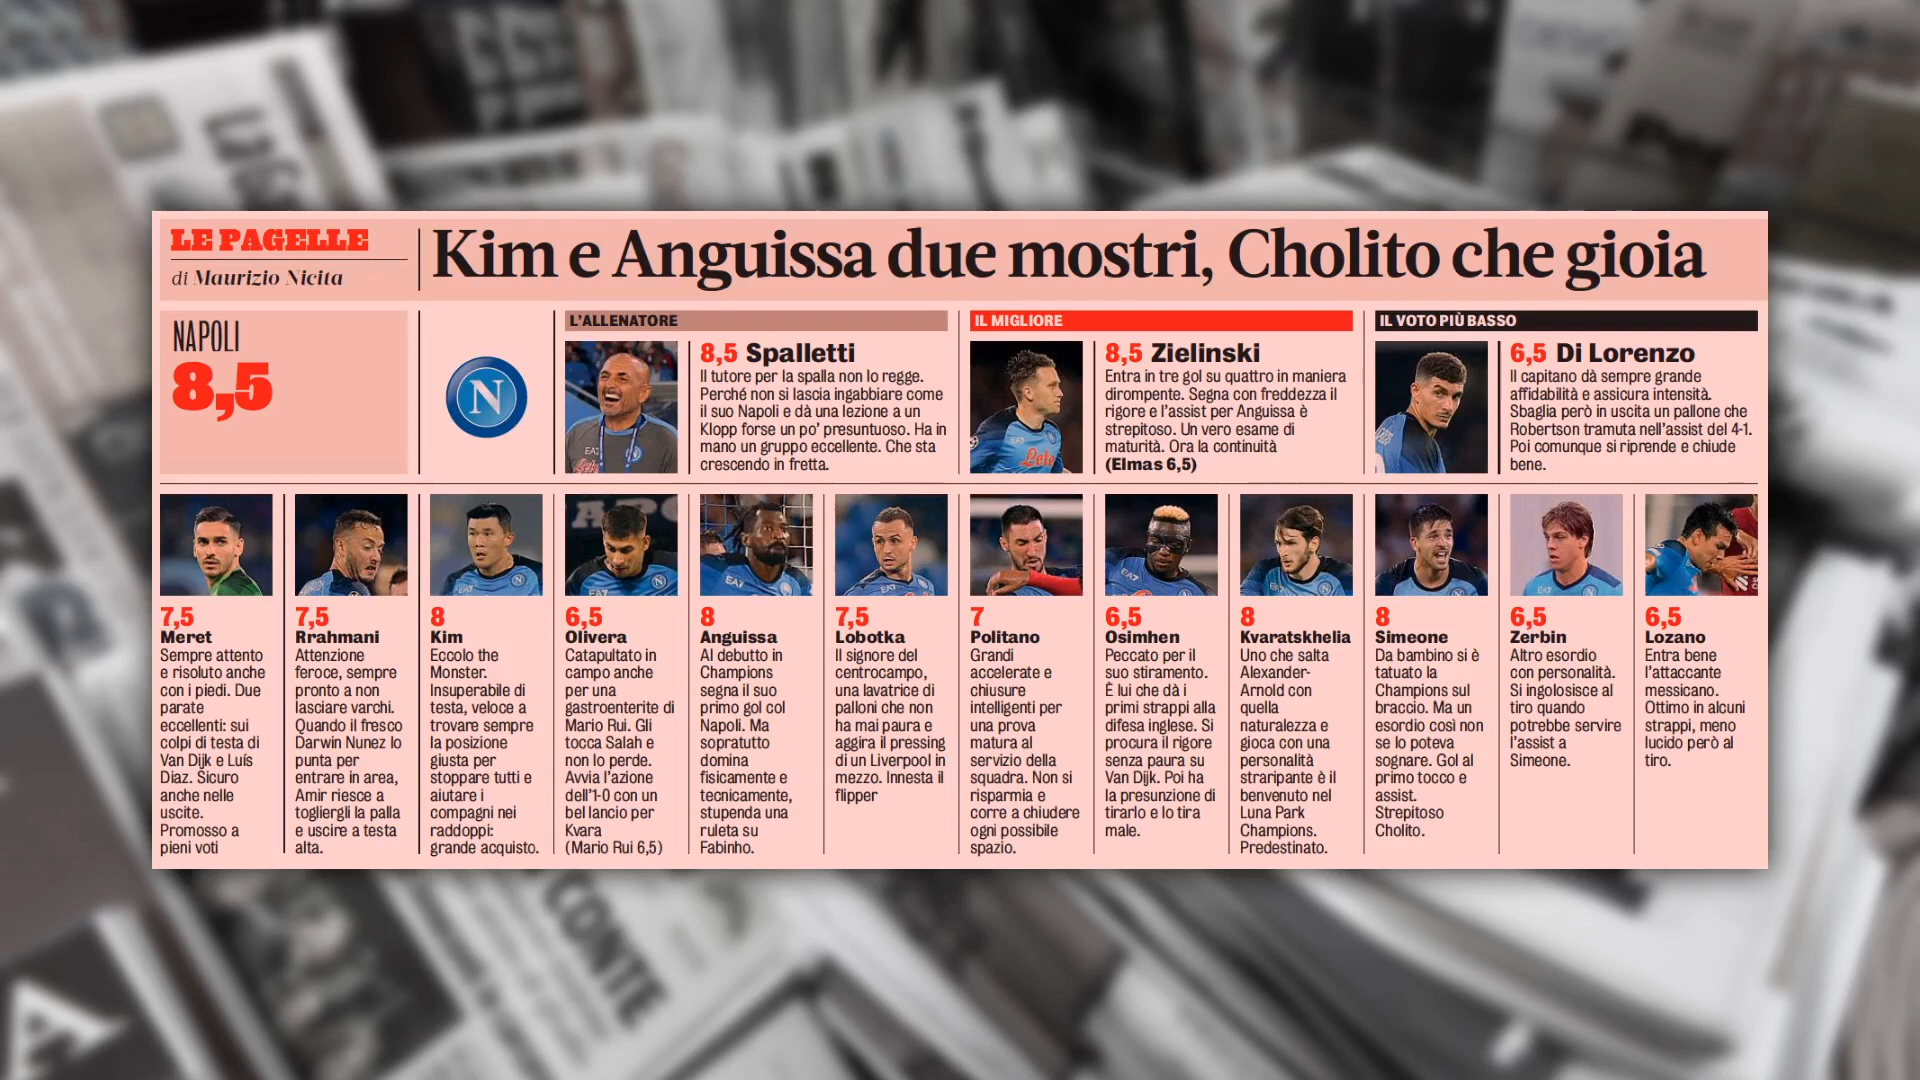 LE PAGELLE
di Maurizio Nicita
Kim e Anguissa due mostri, Cholito che gioia
NAPOLI
8,5
N
L'ALLENATORE
8,5 Spalletti
Il tutore per la spalla non lo regge.
Perché non si lascia ingabbiare come
il suo Napoli e dà una lezione a un
Klopp forse un po' presuntuoso. Ha in
mano un gruppo eccellente. Che sta
crescendo in fretta.
IL MIGLIORE
8,5 Zielinski
Entra in tre gol su quattro in maniera
dirompente. Segna con freddezza il
rigore e l'assist per Anguissa è
strepitoso. Un vero esame di
maturità. Ora la continuità
(Elmas 6,5)
IL VOTO PIÙ BASSO
6,5 Di Lorenzo
Il capitano dà sempre grande
affidabilità e assicura intensità.
Sbaglia però in uscita un pallone che
Robertson tramuta nell'assist del 4-1.
Poi comunque si riprende e chiude
bene.
7,5
Meret
Sempre attento
e risoluto anche
con i piedi. Due
parate
eccellenti: sui
colpi di testa di
Van Dijk e Luís
Diaz. Sicuro
anche nelle
uscite.
Promosso a
pieni voti
7,5
Rrahmani
Attenzione
feroce, sempre
pronto a non
lasciare varchi.
Quando il fresco
Darwin Nunez lo
punta per
entrare in area,
Amir riesce a
togliergli la palla
e uscire a testa
alta.
8
Kim
Eccolo the
Monster.
Insuperabile di
testa, veloce a
trovare sempre
la posizione
giusta per
stoppare tutti e
aiutare i
compagni nei
raddoppi:
grande acquisto.
6,5
Olivera
Catapultato in
campo anche
per una
gastroenterite di
Mario Rui. Gli
tocca Salah e
non lo perde.
Avvia l'azione
dell'1-0 con un
bel lancio per
Kvara
(Mario Rui 6,5)
8
Anguissa
Al debutto in
Champions
segna il suo
primo gol col
Napoli. Ma
sopratutto
domina
fisicamente e
tecnicamente,
stupenda una
ruleta su
Fabinho.
7,5
Lobotka
Il signore del
centrocampo,
una lavatrice di
palloni che non
ha mai paura e
aggira il pressing
di un Liverpool in
mezzo. Innesta il
flipper
7
Politano
Grandi
accelerate e
chiusure
intelligenti per
una prova
matura al
servizio della
squadra. Non si
risparmia e
corre a chiudere
ogni possibile
spazio.
6,5
Osimhen
Peccato per il
suo stiramento.
È lui che dà i
primi strappi alla
difesa inglese. Si
procura il rigore
senza paura su
Van Dijk. Poi ha
la presunzione di
tirarlo e lo tira
male.
8
Kvaratskhelia
Uno che salta
Alexander-
Arnold con
quella
naturalezza e
gioca con una
personalità
straripante è il
benvenuto nel
Luna Park
Champions.
Predestinato.
8
Simeone
Da bambino si è
tatuato la
Champions sul
braccio. Ma un
esordio così non
se lo poteva
sognare. Gol al
primo tocco e
assist.
Strepitoso
Cholito.
6,5
Zerbin
Altro esordio
con personalità.
Si ingolosisce al
tiro quando
potrebbe servire
l'assist a
Simeone.
6,5
Lozano
Entra bene
l'attaccante
messicano.
Ottimo in alcuni
strappi, meno
lucido però al
tiro.
CONTE